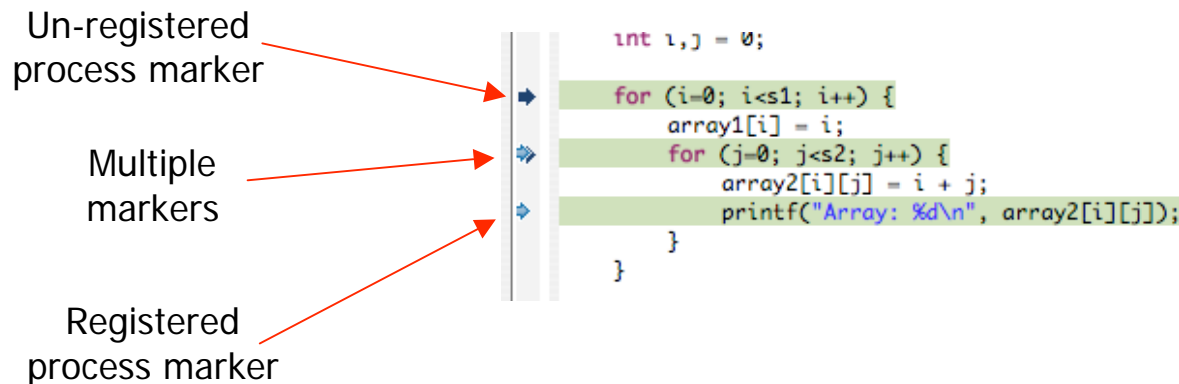 Un-registered
process marker
Multiple
markers
Registered
process marker
int i,j = 0;
for (i=0; i<s1; i++) {
array1[i] = i;
for (j=0; j<s2; j++) {
array2[i][j] = i + j;
printf("Array: %d\n", array2[i][j]);
}
}